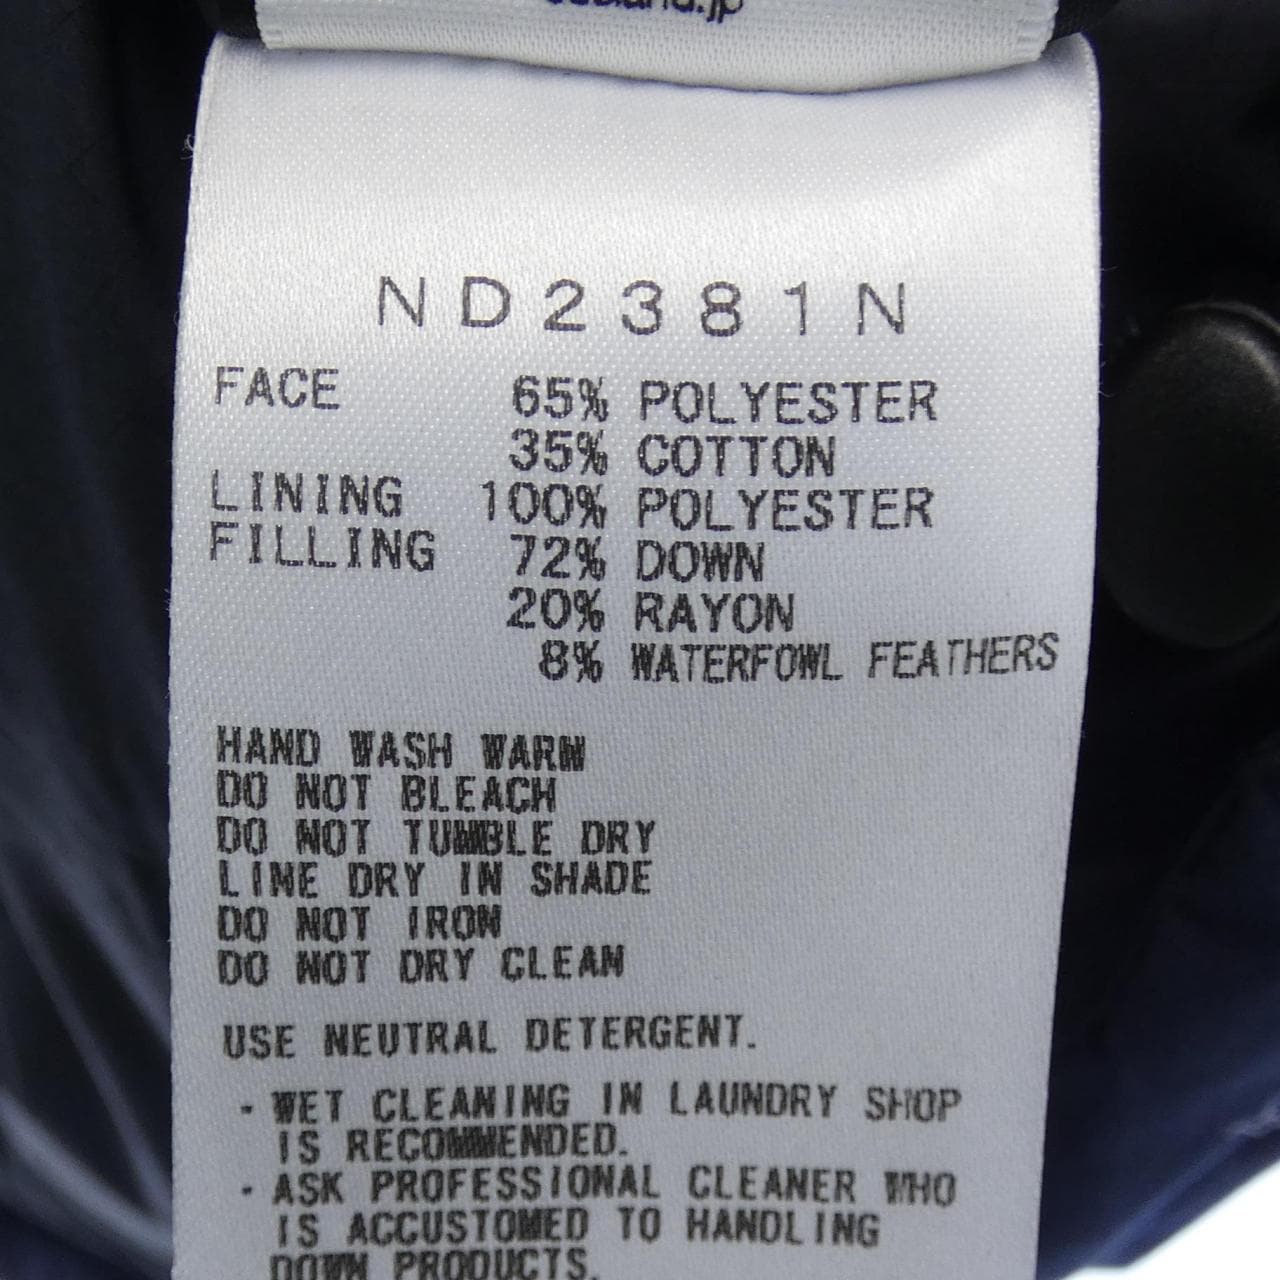 ND2381N
FACE 65% POLYESTER
35% COTTON
LINING 100% POLYESTER
FILLING 72% DOWN
20% RAYON
8% WATERFOWL FEATHERS
HAND WASH WARM
DO NOT BLEACH
DO NOT TUMBLE DRY
LINE DRY IN SHADE
DO NOT IRON
DO NOT DRY CLEAN
USE NEUTRAL DETERGENT.
・WET CLEANING IN LAUNDRY SHOP
IS RECOMMENDED.
・ASK PROFESSIONAL CLEANER WHO
IS ACCUSTOMED TO HANDLING
DOWN PRODUCTS.